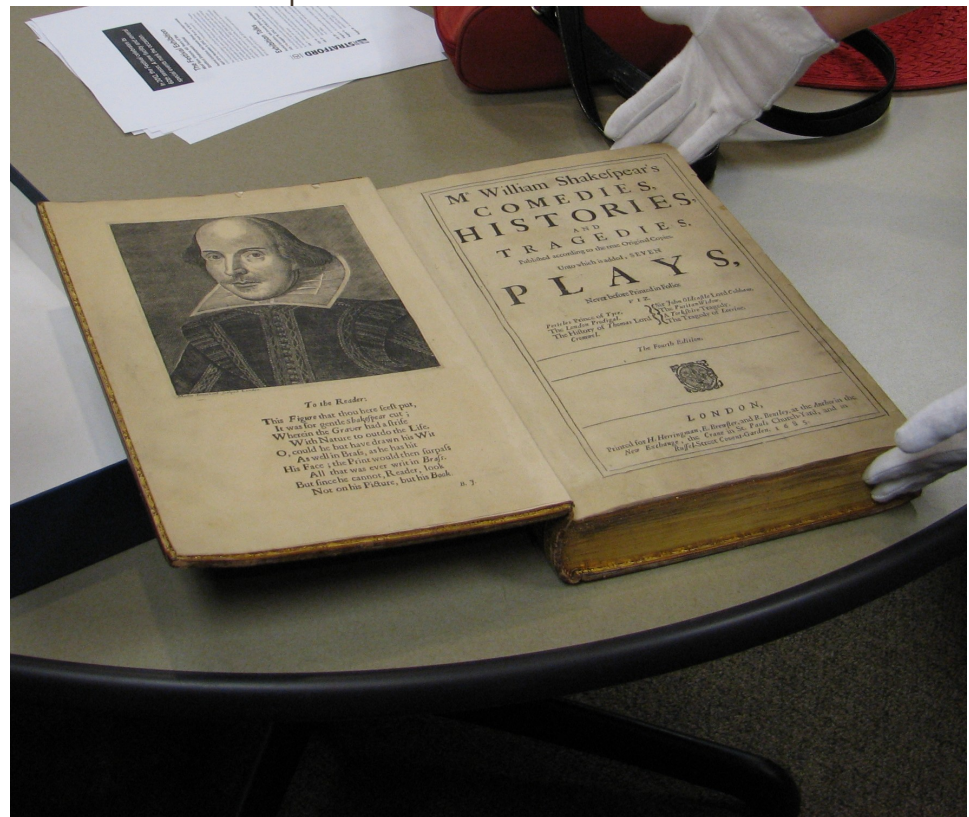 STRATFORD
The Festival Exhibition
Exhibition Talks
To the Reader:
This Figure that thou here seeſt put,
It was for gentle Shakeſpear cut;
Wherein the Graver had a ſtrife
With Nature to outdo the Life.
O, could he but have drawn his Wit
As well in Braſs, as he has hit
His Face; the Print would then ſurpaſs
All that was ever writ in Braſs.
But ſince he cannot, Reader, look
Not on his Picture, but his Book
B. J.
Mr William Shakeſpear's
COMEDIES,
HISTORIES,
AND
TRAGEDIES.
Publiſhed according to the true Original Copies.
Unto which is added, SEVEN
PLAYS,
Never before Printed in Folio:
VIZ.
Pericles Prince of Tyre.
The London Prodigal.
The Hiſtory of Thomas Lord
Cromwel.
Sir John Oldcaſtle Lord Cobham.
The Puritan Widow.
A Yorkſhire Tragedy.
The Tragedy of Locrine.
The Fourth Edition.
LONDON,
Printed for H. Herringman, E. Brewſter, and R. Bentley, at the Anchor in the
New Exchange, the Crane in St. Pauls Church-Yard, and in
Ruſſel-Street Covent-Garden. 1685.